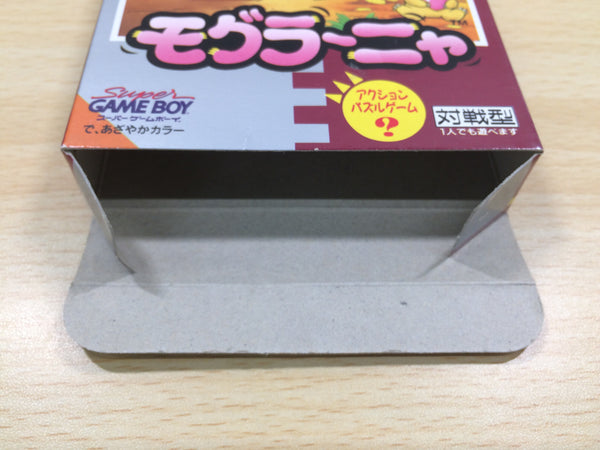 TM
モグラ〜ニャ
Super
GAME BOY
スーパーゲームボーイ
で、あざやかカラー
アクション
パズルゲーム
?
対戦型
1人でも遊べます